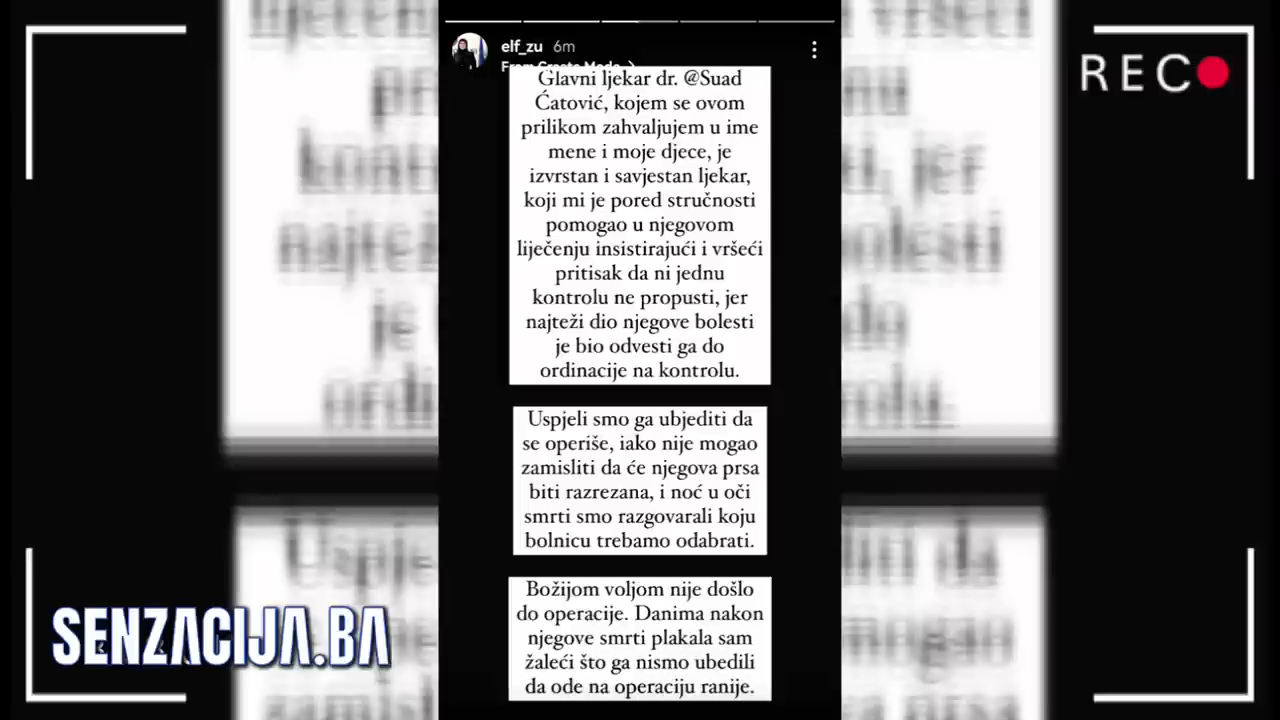 elf_zu 6m
From Create Mode >
REC
Glavni ljekar dr. @Suad
Ćatović, kojem se ovom
prilikom zahvaljujem u ime
mene i moje djece, je
izvrstan i savjestan ljekar,
koji mi je pored stručnosti
pomogao u njegovom
liječenju insistirajući i vršeći
pritisak da ni jednu
kontrolu ne propusti, jer
najteži dio njegove bolesti
je bio odvesti ga do
ordinacije na kontrolu.
Uspjeli smo ga ubjediti da
se operiše, iako nije mogao
zamisliti da će njegova prsa
biti razrezana, i noć u oči
smrti smo razgovarali koju
bolnicu trebamo odabrati.
Božijom voljom nije došlo
do operacije. Danima nakon
njegove smrti plakala sam
žaleći što ga nismo ubedili
da ode na operaciju ranije.
SENZACIJA.BA